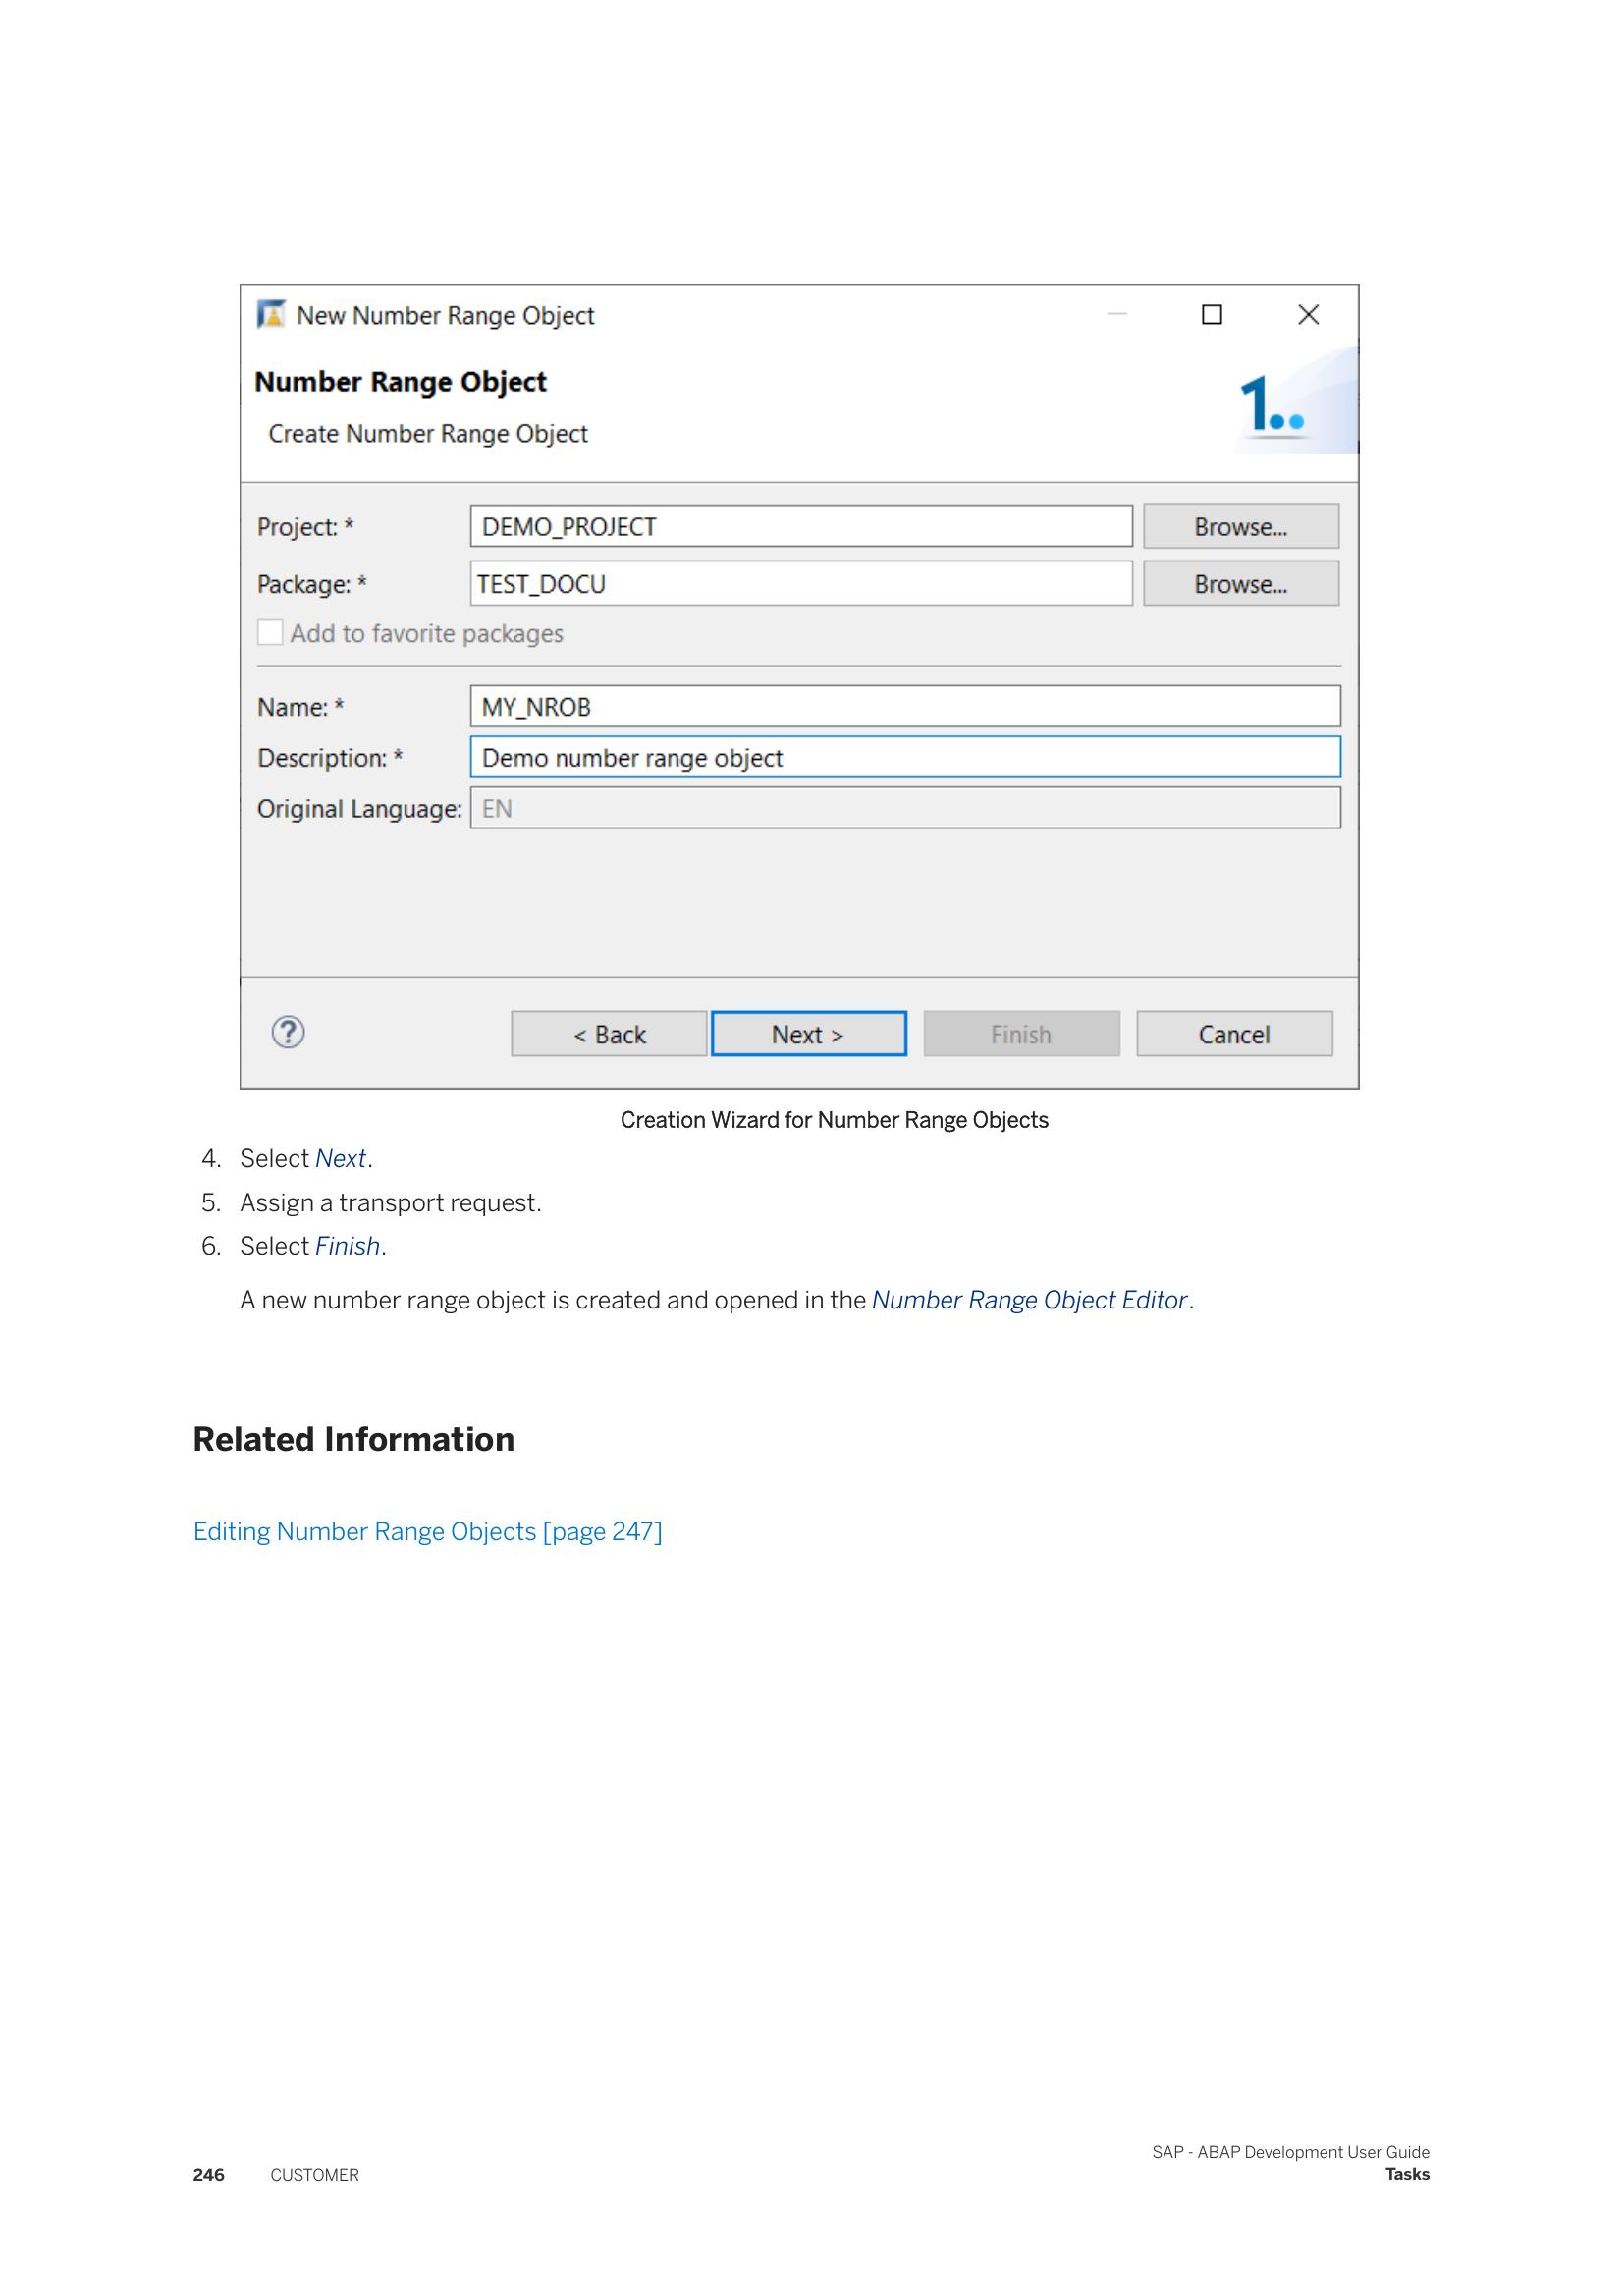 New Number Range Object
Number Range Object
Create Number Range Object
1..
Project: * DEMO_PROJECT Browse...
Package: * TEST_DOCU Browse...
Add to favorite packages
Name: * MY_NROB
Description: * Demo number range object
Original Language: EN
? < Back Next > Finish Cancel
Creation Wizard for Number Range Objects
4. Select Next.
5. Assign a transport request.
6. Select Finish.
A new number range object is created and opened in the Number Range Object Editor.
Related Information
Editing Number Range Objects [page 247]
SAP - ABAP Development User Guide
246 CUSTOMER Tasks